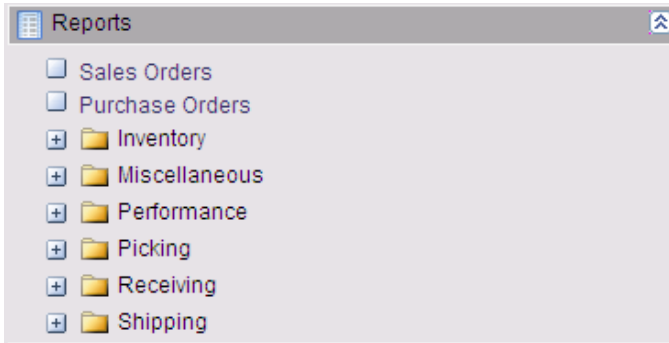 Reports
Sales Orders
Purchase Orders
Inventory
Miscellaneous
Performance
Picking
Receiving
Shipping